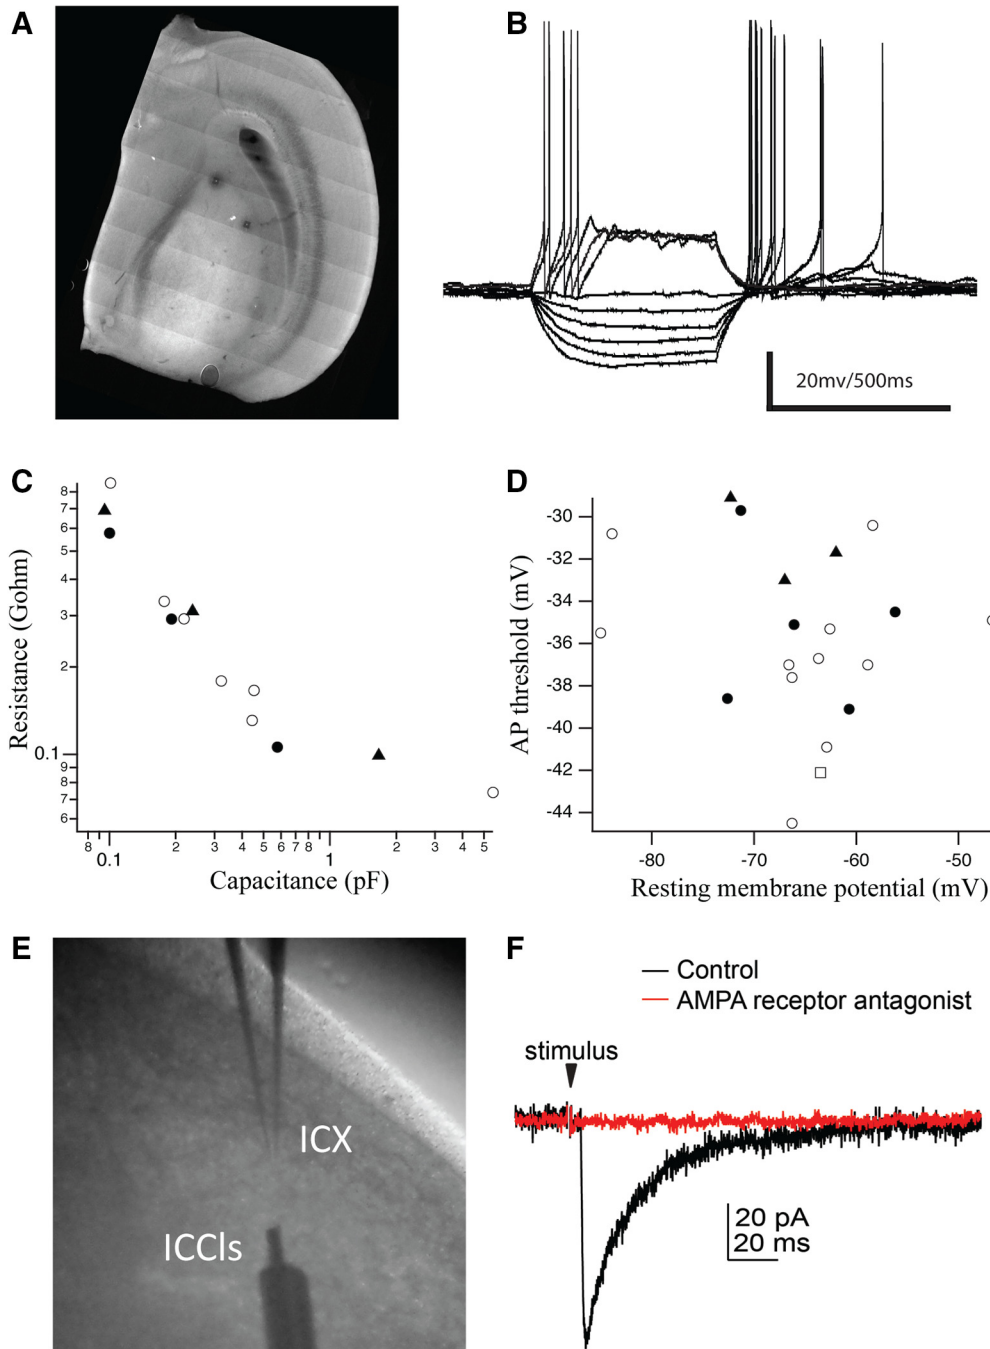 A
B
20mv/500ms
C
8
7
6
5
4
3
2
0.1
9
8
7
6
Resistance (Gohm)
8
0.1
2
3
4
5
6
7
8
1
2
3
4
5
Capacitance (pF)
D
-30
-32
-34
-36
-38
-40
-42
-44
AP threshold (mV)
-80
-70
-60
-50
Resting membrane potential (mV)
E
ICX
ICCls
F
Control
AMPA receptor antagonist
stimulus
20 pA
20 ms